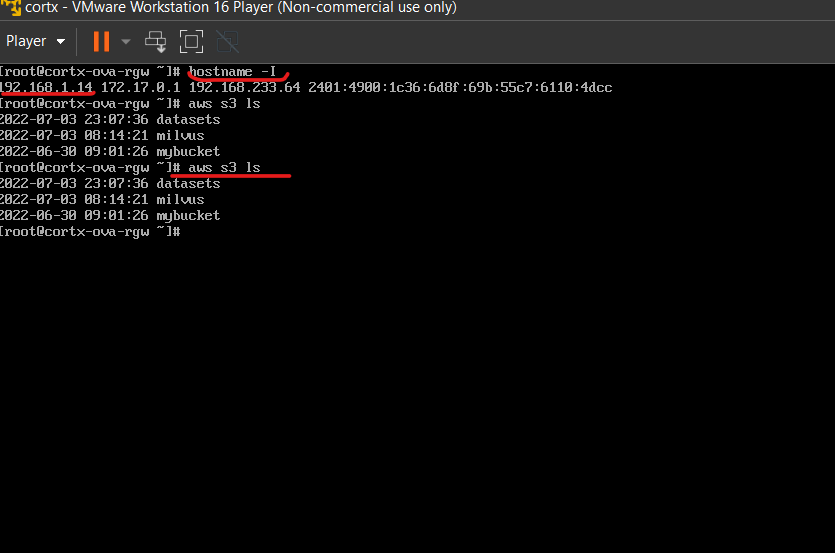 cortx - VMware Workstation 16 Player (Non-commercial use only)
Player
[root@cortx-ova-rgw ~]# hostname -I
192.168.1.14 172.17.0.1 192.168.233.64 2401:4900:1c36:6d8f:69b:55c7:6110:4dcc
[root@cortx-ova-rgw ~]# aws s3 ls
2022-07-03 23:07:36 datasets
2022-07-03 08:14:21 milvus
2022-06-30 09:01:26 mybucket
[root@cortx-ova-rgw ~]# aws s3 ls
2022-07-03 23:07:36 datasets
2022-07-03 08:14:21 milvus
2022-06-30 09:01:26 mybucket
[root@cortx-ova-rgw ~]#